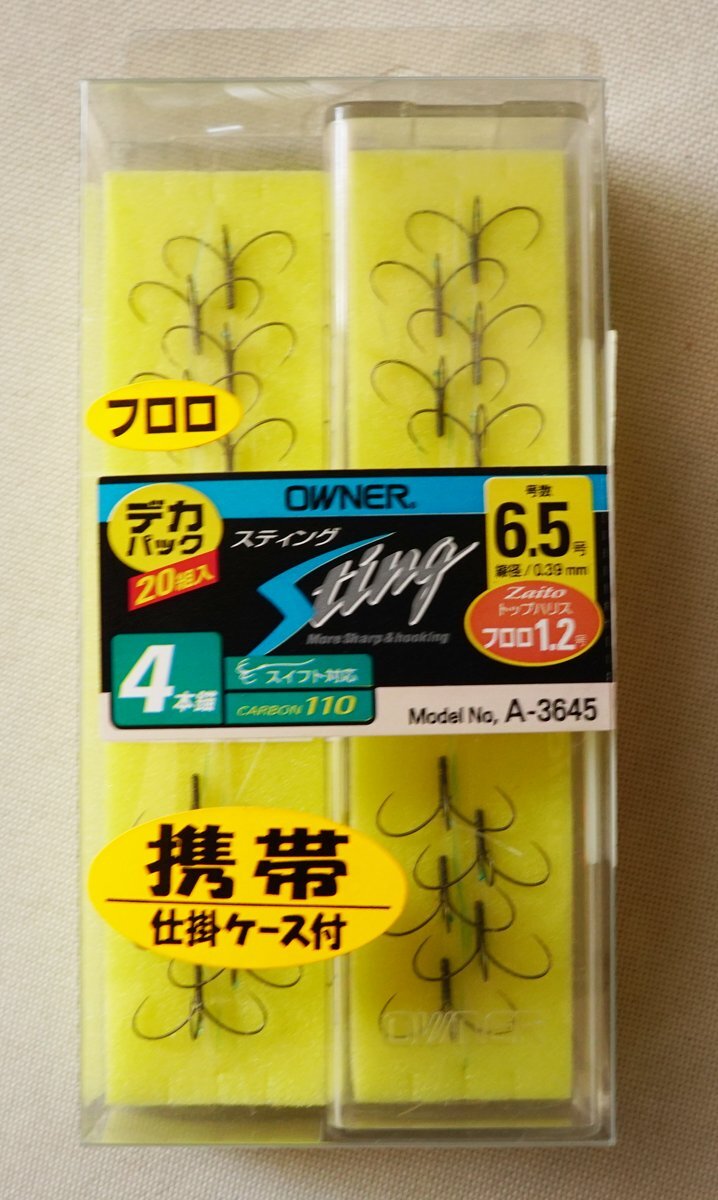 フロロ
OWNER®
デカ
パック
20組入
スティング
Sting
More Sharp & hooking
号数
6.5号
線径/0.39mm
Zaito
トップハリス
フロロ1.2号
4本錨
スイフト対応
CARBON 110
Model No, A-3645
携帯
仕掛ケース付
OWNER